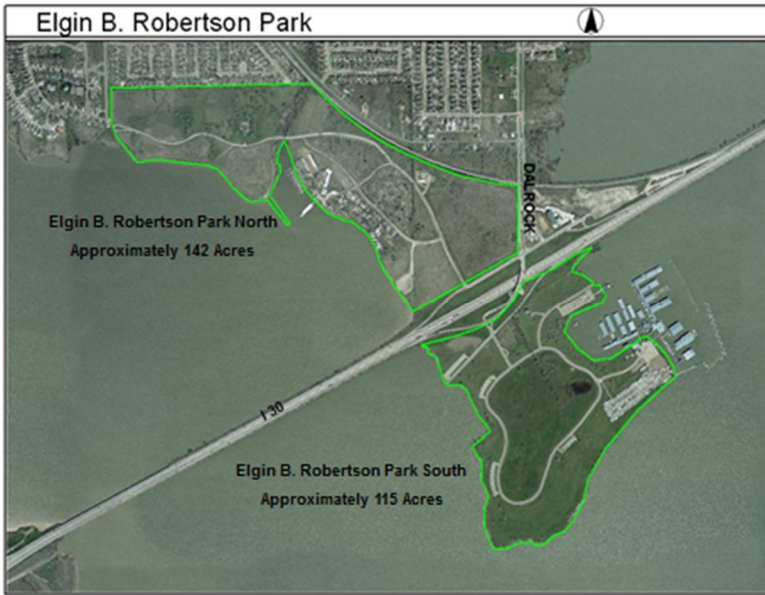 Elgin B. Robertson Park
DALROCK
Elgin B. Robertson Park North
Approximately 142 Acres
I 30
Elgin B. Robertson Park South
Approximately 115 Acres